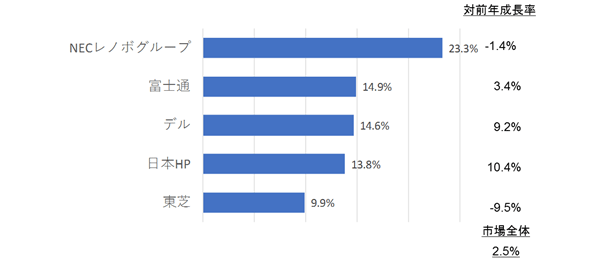 対前年成長率
NECレノボグループ 23.3% -1.4%
富士通 14.9% 3.4%
デル 14.6% 9.2%
日本HP 13.8% 10.4%
東芝 9.9% -9.5%
市場全体
2.5%